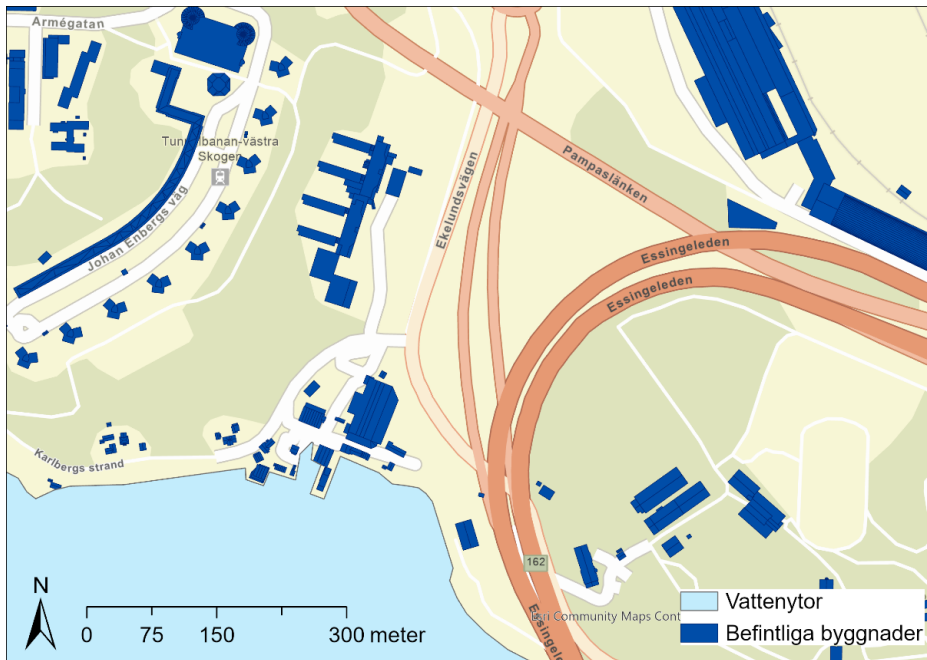 Armégatan
Tunnelbanan-västra
Skogen
Johan Enbergs väg
Ekelundsvägen
Pampaslänken
Essingeleden
Essingeleden
Karlbergs strand
162
Essingeleden
Esri Community Maps Cont
N
0 75 150 300 meter
Vattenytor
Befintliga byggnader